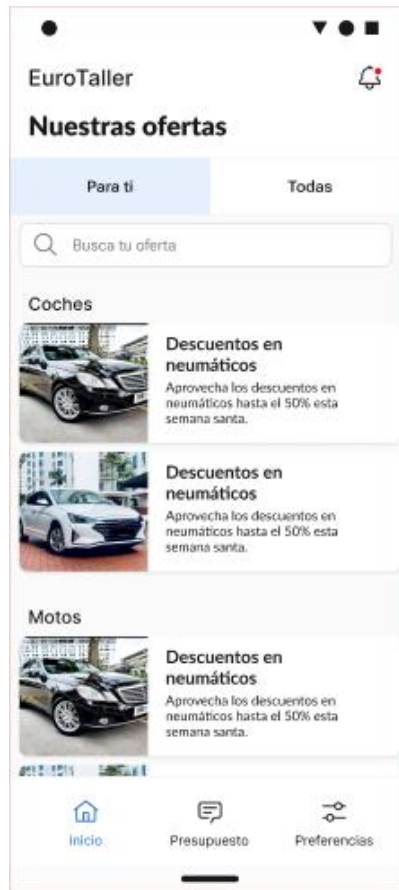 EuroTaller
Nuestras ofertas
Para ti
Todas
Busca tu oferta
Coches
Descuentos en
neumáticos
Aprovecha los descuentos en
neumáticos hasta el 50% esta
semana santa.
Descuentos en
neumáticos
Aprovecha los descuentos en
neumáticos hasta el 50% esta
semana santa.
Motos
Descuentos en
neumáticos
Aprovecha los descuentos en
neumáticos hasta el 50% esta
semana santa.
Inicio
Presupuesto
Preferencias